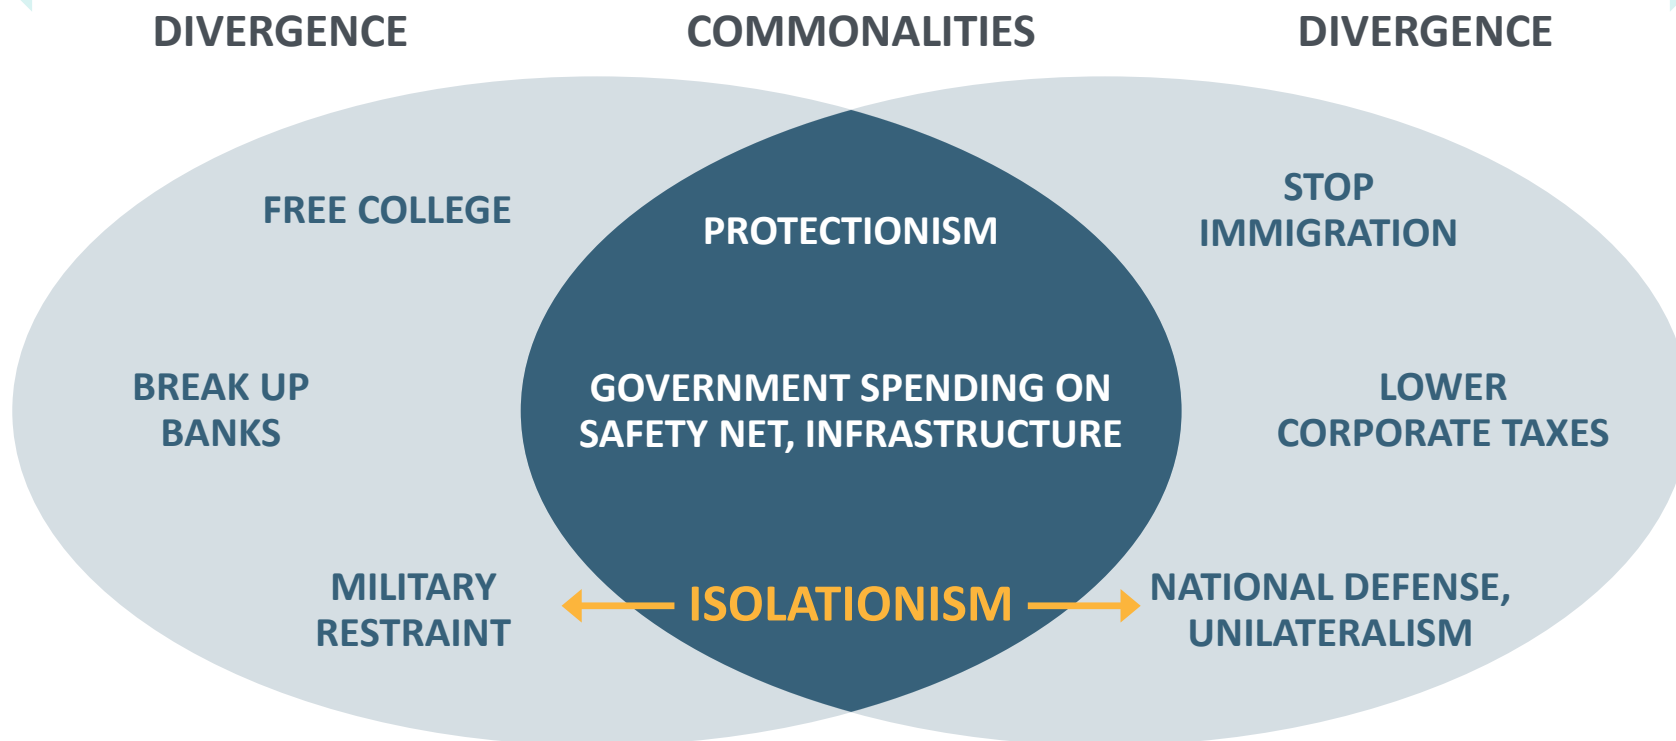 DIVERGENCE
COMMONALITIES
DIVERGENCE
FREE COLLEGE
PROTECTIONISM
STOP
IMMIGRATION
BREAK UP
BANKS
GOVERNMENT SPENDING ON
SAFETY NET, INFRASTRUCTURE
LOWER
CORPORATE TAXES
MILITARY
RESTRAINT
ISOLATIONISM
NATIONAL DEFENSE,
UNILATERALISM